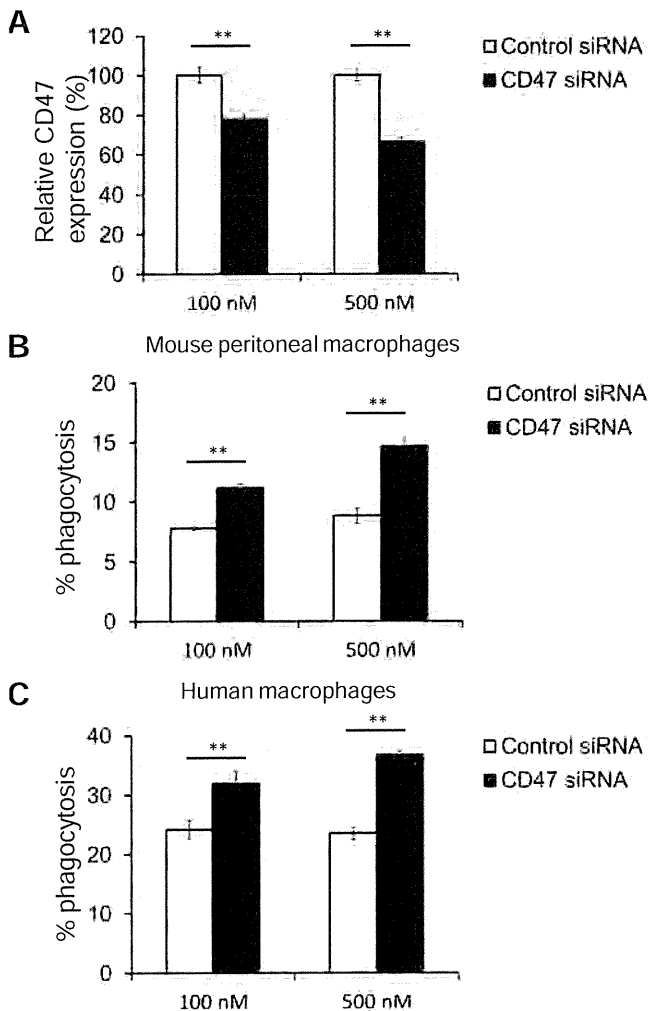 A
120
100
80
60
40
20
0
Relative CD47
expression (%)
**
**
Control siRNA
CD47 siRNA
100 nM
500 nM
B
Mouse peritoneal macrophages
20
15
10
5
0
% phagocytosis
**
**
Control siRNA
CD47 siRNA
100 nM
500 nM
C
Human macrophages
40
30
20
10
0
% phagocytosis
**
**
Control siRNA
CD47 siRNA
100 nM
500 nM